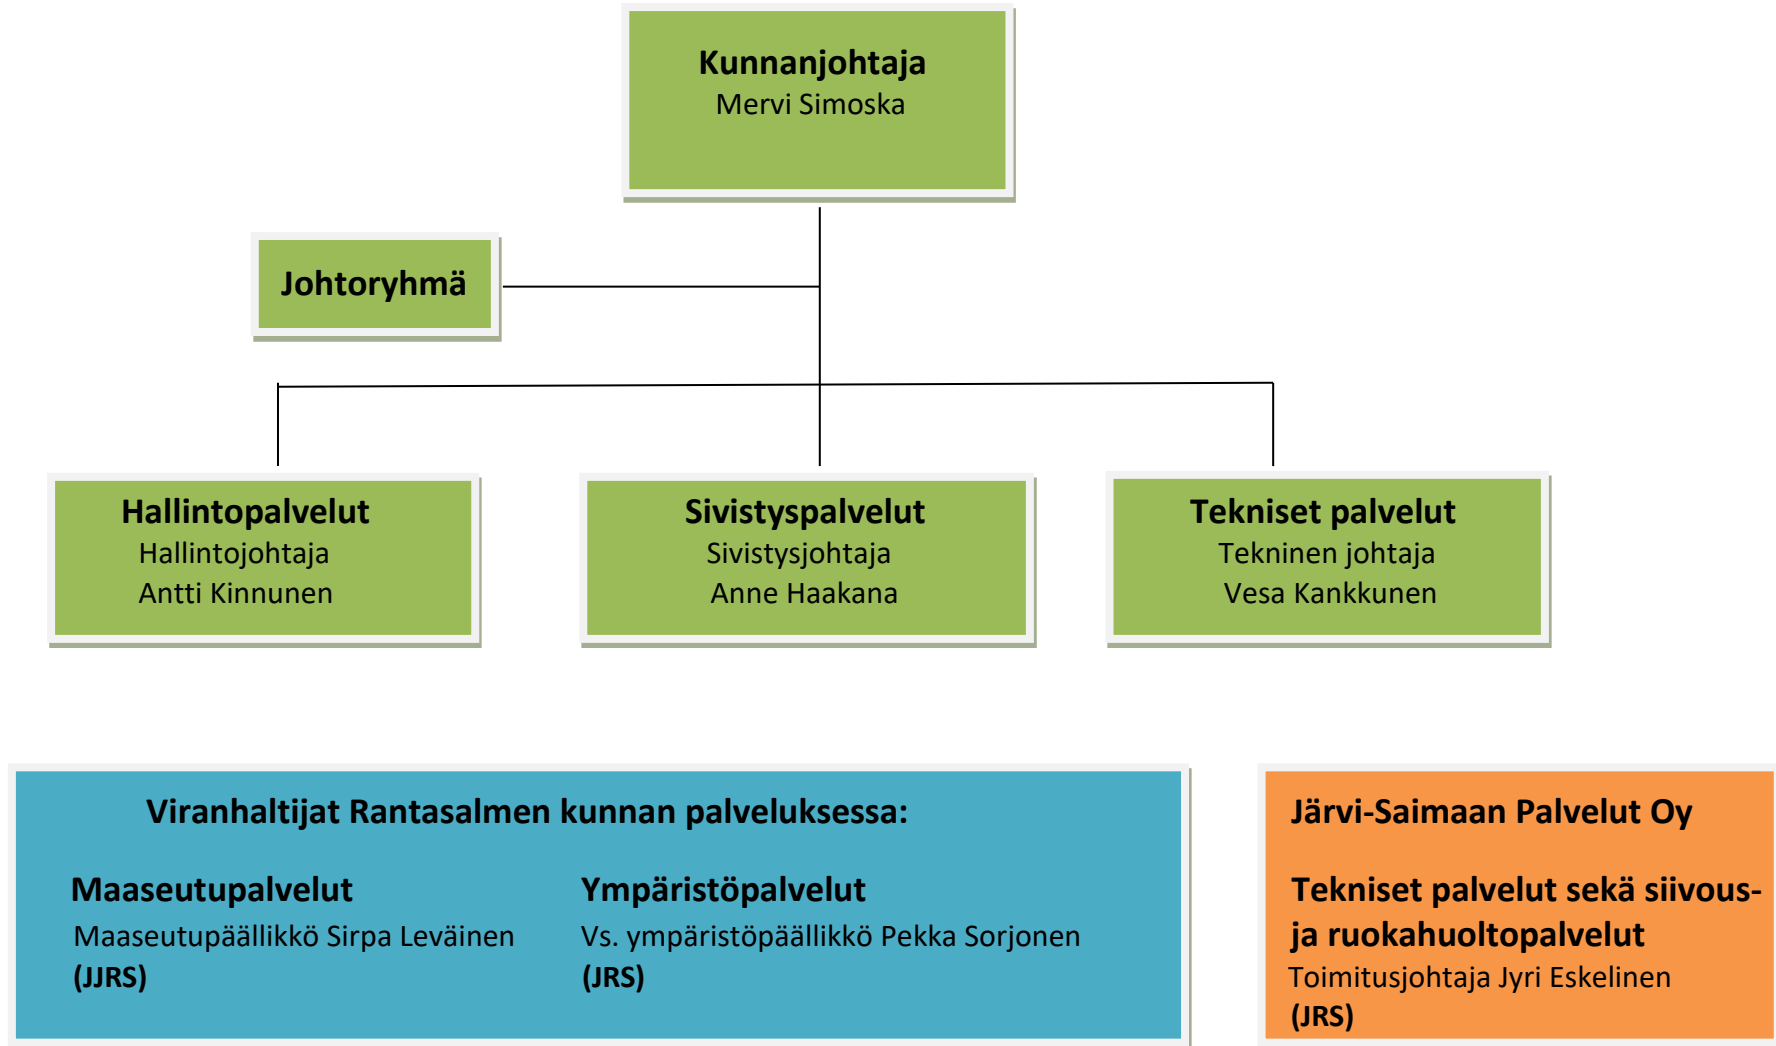 Kunnanjohtaja
Mervi Simoska
Johtoryhmä
Hallintopalvelut
Hallintojohtaja
Antti Kinnunen
Sivistyspalvelut
Sivistysjohtaja
Anne Haakana
Tekniset palvelut
Tekninen johtaja
Vesa Kankkunen
Viranhaltijat Rantasalmen kunnan palveluksessa:
Maaseutupalvelut
Maaseutupäällikkö Sirpa Leväinen
(JJRS)
Ympäristöpalvelut
Vs. ympäristöpäällikkö Pekka Sorjonen
(JRS)
Järvi-Saimaan Palvelut Oy
Tekniset palvelut sekä siivous-
ja ruokahuoltopalvelut
Toimitusjohtaja Jyri Eskelinen
(JRS)